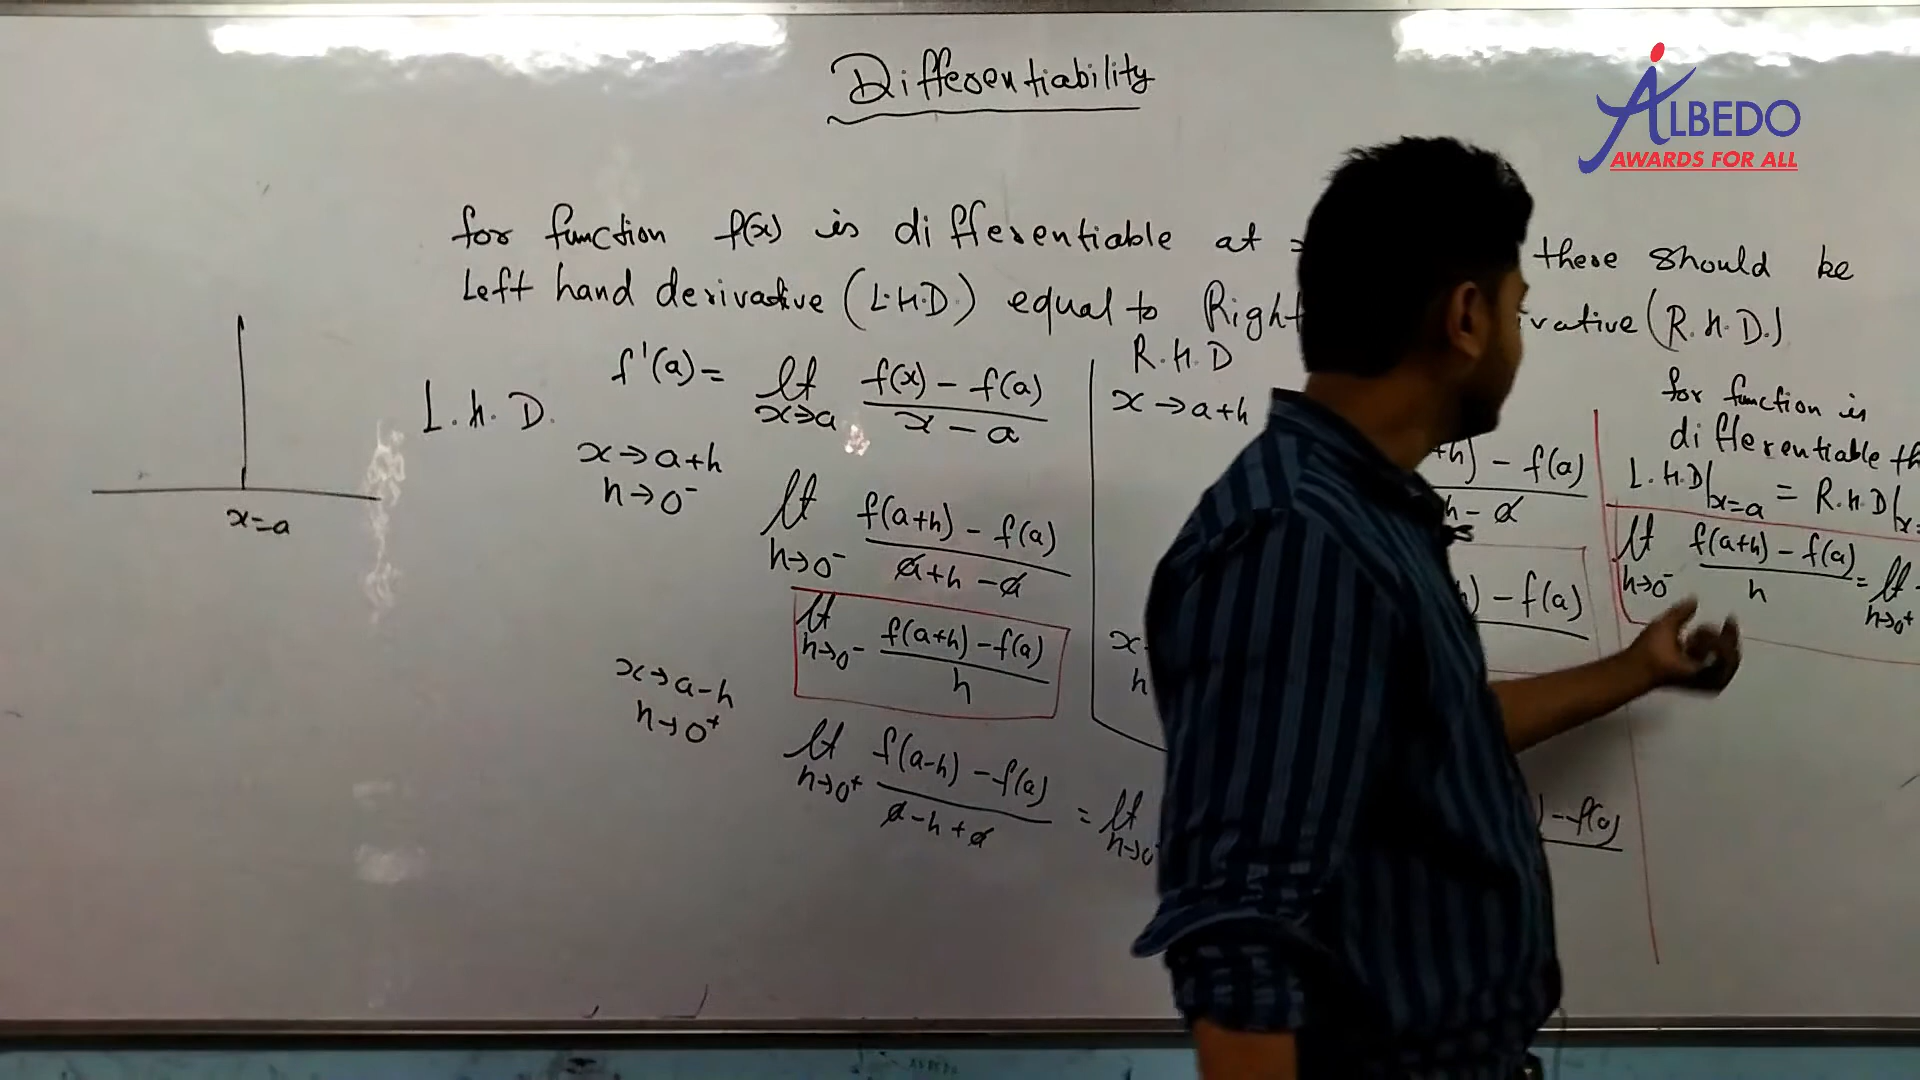 Differentiability
ALBEDO
AWARDS FOR ALL
for function f(x) is differentiable at there should be
Left hand derivative (L.H.D.) equal to Right (R.H.D.)
L.H.D.
f'(a) = lt x→a f(x) - f(a) / x - a
x→a+h
h→0⁻
lt h→0⁻ f(a+h) - f(a) / a+h-a
lt h→0⁻ f(a+h) - f(a) / h
x→a-h
h→0⁺
lt h→0⁺ f(a-h) - f(a) / a-h+a = lt h→0
x=a
R.H.D
x→a+h
- f(a)
h-a
- f(a)
h
- f(a)
for function is
differentiable
L.H.D|x=a = R.H.D|x=
lt h→0⁻ f(a+h) - f(a) / h = lt h→0⁺